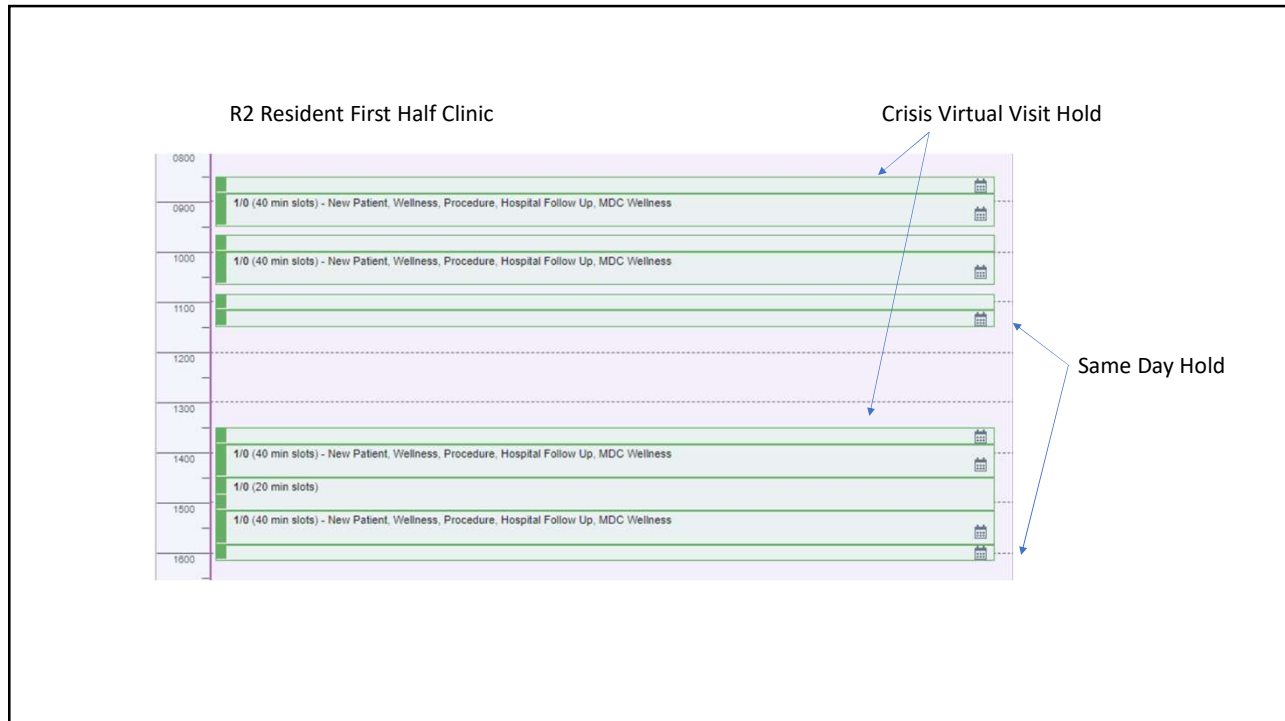 R2 Resident First Half Clinic
Crisis Virtual Visit Hold
0800
0900
1/0 (40 min slots) - New Patient, Wellness, Procedure, Hospital Follow Up, MDC Wellness
1000
1/0 (40 min slots) - New Patient, Wellness, Procedure, Hospital Follow Up, MDC Wellness
1100
1200
Same Day Hold
1300
1400
1/0 (40 min slots) - New Patient, Wellness, Procedure, Hospital Follow Up, MDC Wellness
1/0 (20 min slots)
1500
1/0 (40 min slots) - New Patient, Wellness, Procedure, Hospital Follow Up, MDC Wellness
1600